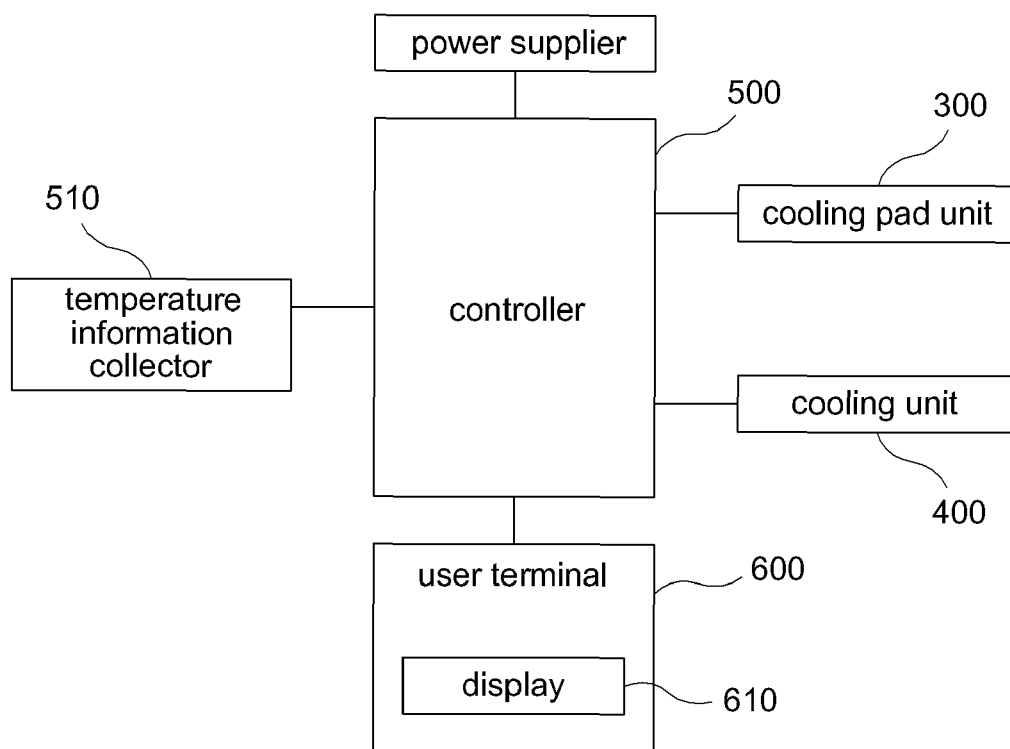 power supplier
500
300
510
cooling pad unit
temperature
information
collector
controller
cooling unit
400
user terminal
600
display
610